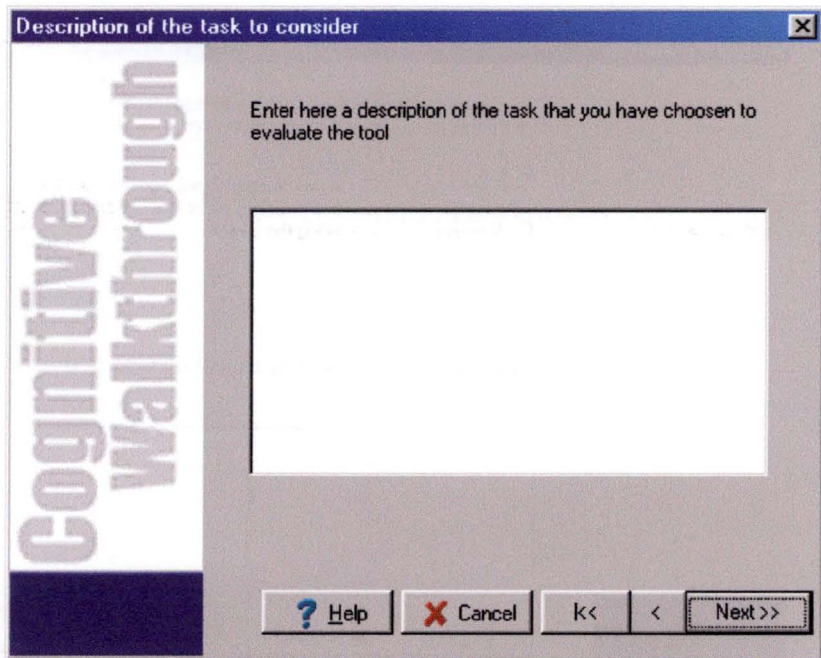 Description of the task to consider
Cognitive
Walkthrough
Enter here a description of the task that you have choosen to
evaluate the tool
? Help
Cancel
|<<
<
Next >>